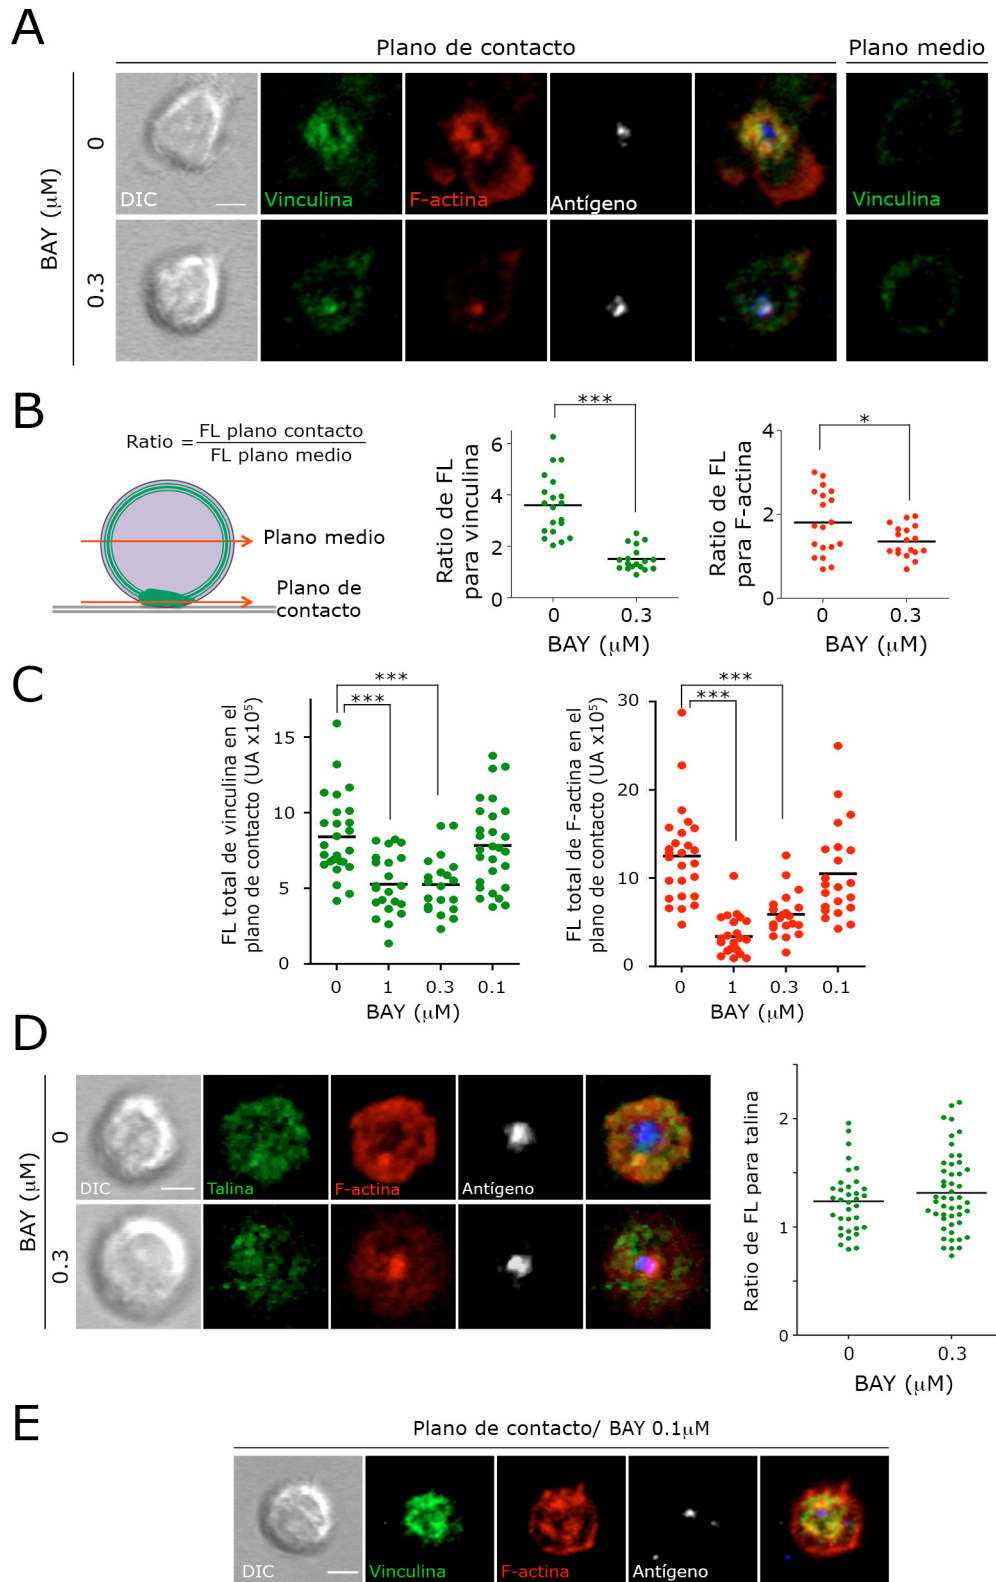 A
Plano de contacto
Plano medio
BAY (μM)
0
DIC
Vinculina
F-actina
Antígeno
Vinculina
0.3
B
Ratio = FL plano contacto
FL plano medio
Plano medio
Plano de
contacto
Ratio de FL
para vinculina
6
4
2
0
***
0
0.3
BAY (μM)
Ratio de FL
para F-actina
4
2
0
*
0
0.3
BAY (μM)
C
FL total de vinculina en el
plano de contacto (UA x10⁵)
15
10
5
0
***
***
0
1
0.3
0.1
BAY (μM)
FL total de F-actina en el
plano de contacto (UA x10⁵)
30
20
10
0
***
***
0
1
0.3
0.1
BAY (μM)
D
BAY (μM)
0
DIC
Talina
F-actina
Antígeno
0.3
Ratio de FL para talina
2
1
0
0
0.3
BAY (μM)
E
Plano de contacto/ BAY 0.1μM
DIC
Vinculina
F-actina
Antígeno